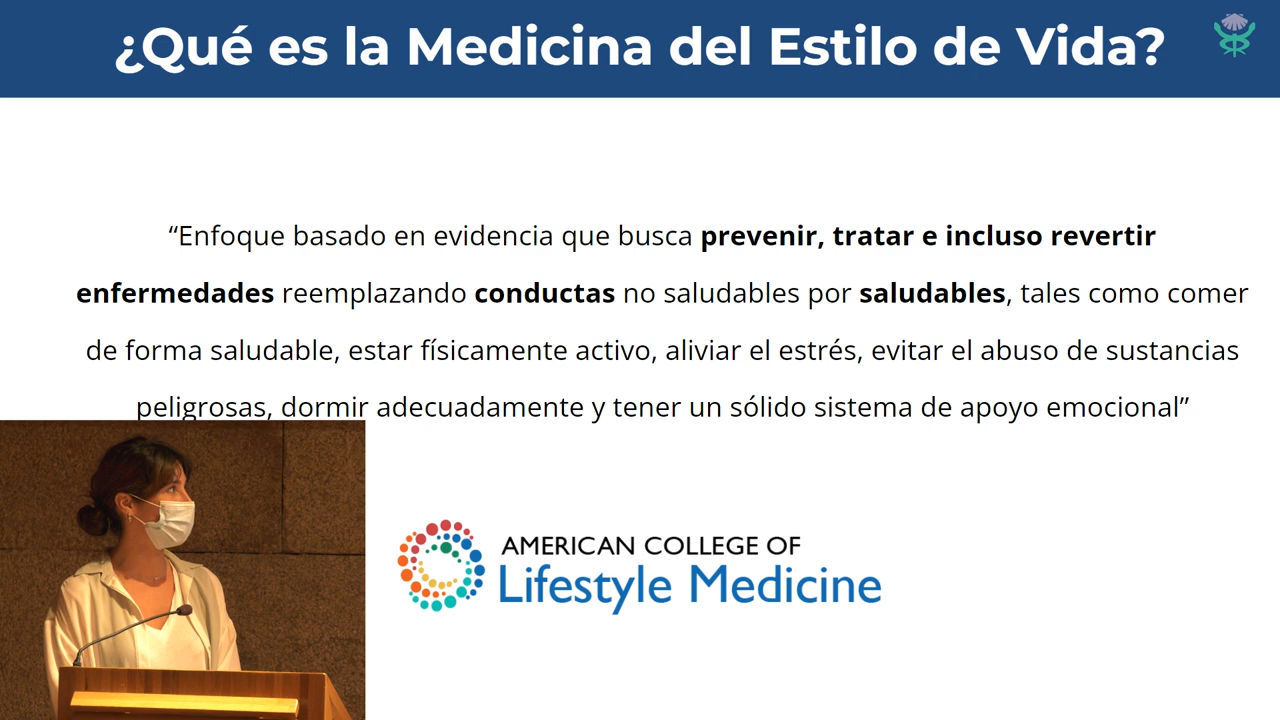 ¿Qué es la Medicina del Estilo de Vida?
“Enfoque basado en evidencia que busca prevenir, tratar e incluso revertir
enfermedades reemplazando conductas no saludables por saludables, tales como comer
de forma saludable, estar físicamente activo, aliviar el estrés, evitar el abuso de sustancias
peligrosas, dormir adecuadamente y tener un sólido sistema de apoyo emocional”
AMERICAN COLLEGE OF
Lifestyle Medicine